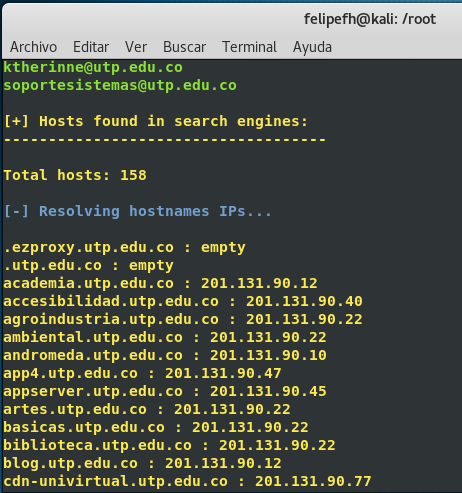 felipefh@kali: /root
Archivo Editar Ver Buscar Terminal Ayuda
ktherinne@utp.edu.co
soportesistemas@utp.edu.co
[+] Hosts found in search engines:
------------------------------------
Total hosts: 158
[-] Resolving hostnames IPs...
.ezproxy.utp.edu.co : empty
.utp.edu.co : empty
academia.utp.edu.co : 201.131.90.12
accesibilidad.utp.edu.co : 201.131.90.40
agroindustria.utp.edu.co : 201.131.90.22
ambiental.utp.edu.co : 201.131.90.22
andromeda.utp.edu.co : 201.131.90.10
app4.utp.edu.co : 201.131.90.47
appserver.utp.edu.co : 201.131.90.45
artes.utp.edu.co : 201.131.90.22
basicas.utp.edu.co : 201.131.90.22
biblioteca.utp.edu.co : 201.131.90.22
blog.utp.edu.co : 201.131.90.12
cdn-univirtual.utp.edu.co : 201.131.90.77